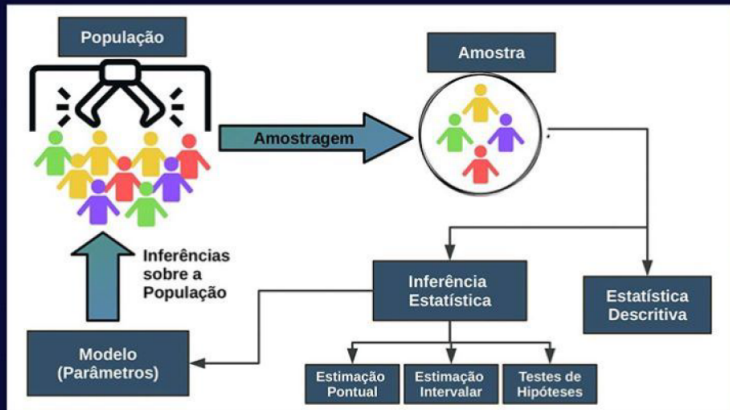 População
Amostra
Amostragem
Inferências
sobre a
População
Inferência
Estatística
Estatística
Descritiva
Modelo
(Parâmetros)
Estimação
Pontual
Estimação
Intervalar
Testes de
Hipóteses